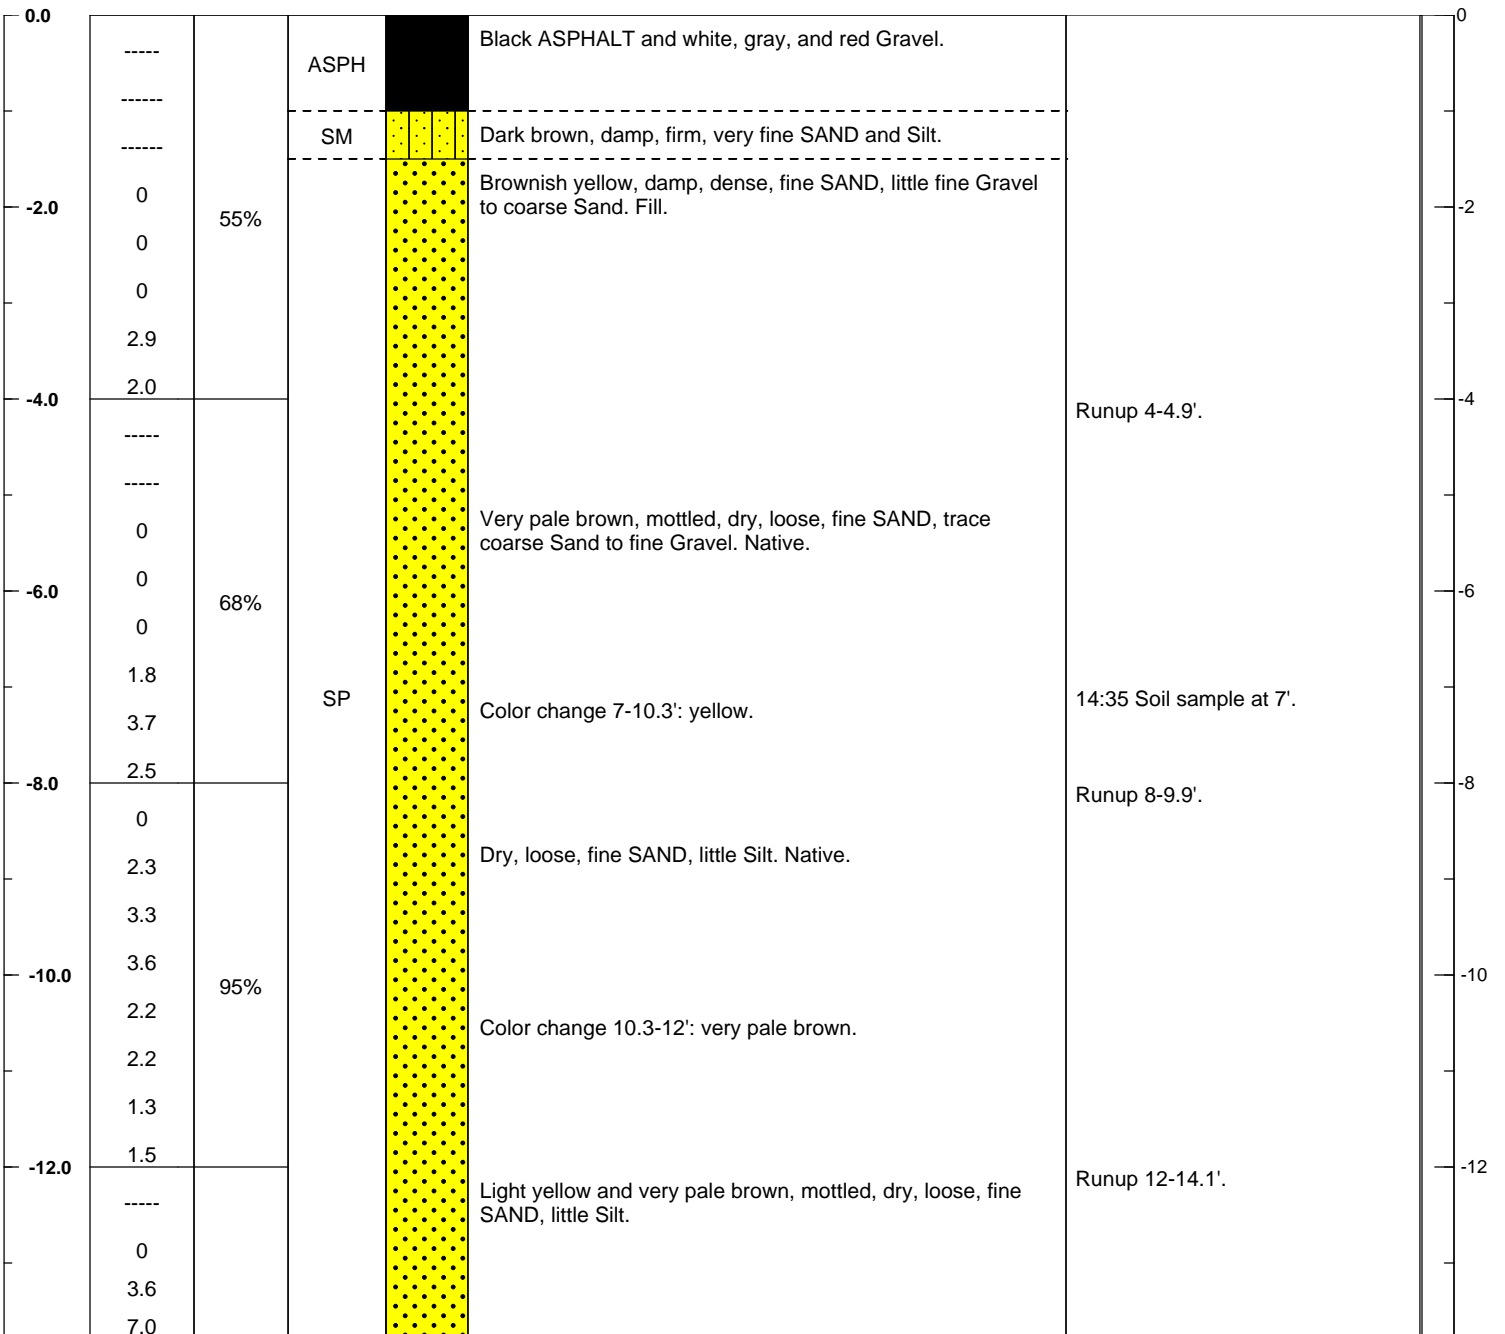 0.0
0
-----
Black ASPHALT and white, gray, and red Gravel.
ASPH
------
SM
Dark brown, damp, firm, very fine SAND and Silt.
------
Brownish yellow, damp, dense, fine SAND, little fine Gravel
to coarse Sand. Fill.
0
-2.0
55%
-2
0
0
2.9
2.0
-4.0
-4
Runup 4-4.9'.
-----
-----
Very pale brown, mottled, dry, loose, fine SAND, trace
coarse Sand to fine Gravel. Native.
0
0
-6.0
68%
-6
0
1.8
SP
Color change 7-10.3': yellow.
14:35 Soil sample at 7'.
3.7
2.5
-8.0
-8
Runup 8-9.9'.
0
Dry, loose, fine SAND, little Silt. Native.
2.3
3.3
3.6
-10.0
95%
-10
2.2
Color change 10.3-12': very pale brown.
2.2
1.3
1.5
-12.0
-12
Runup 12-14.1'.
Light yellow and very pale brown, mottled, dry, loose, fine
SAND, little Silt.
-----
0
3.6
7.0